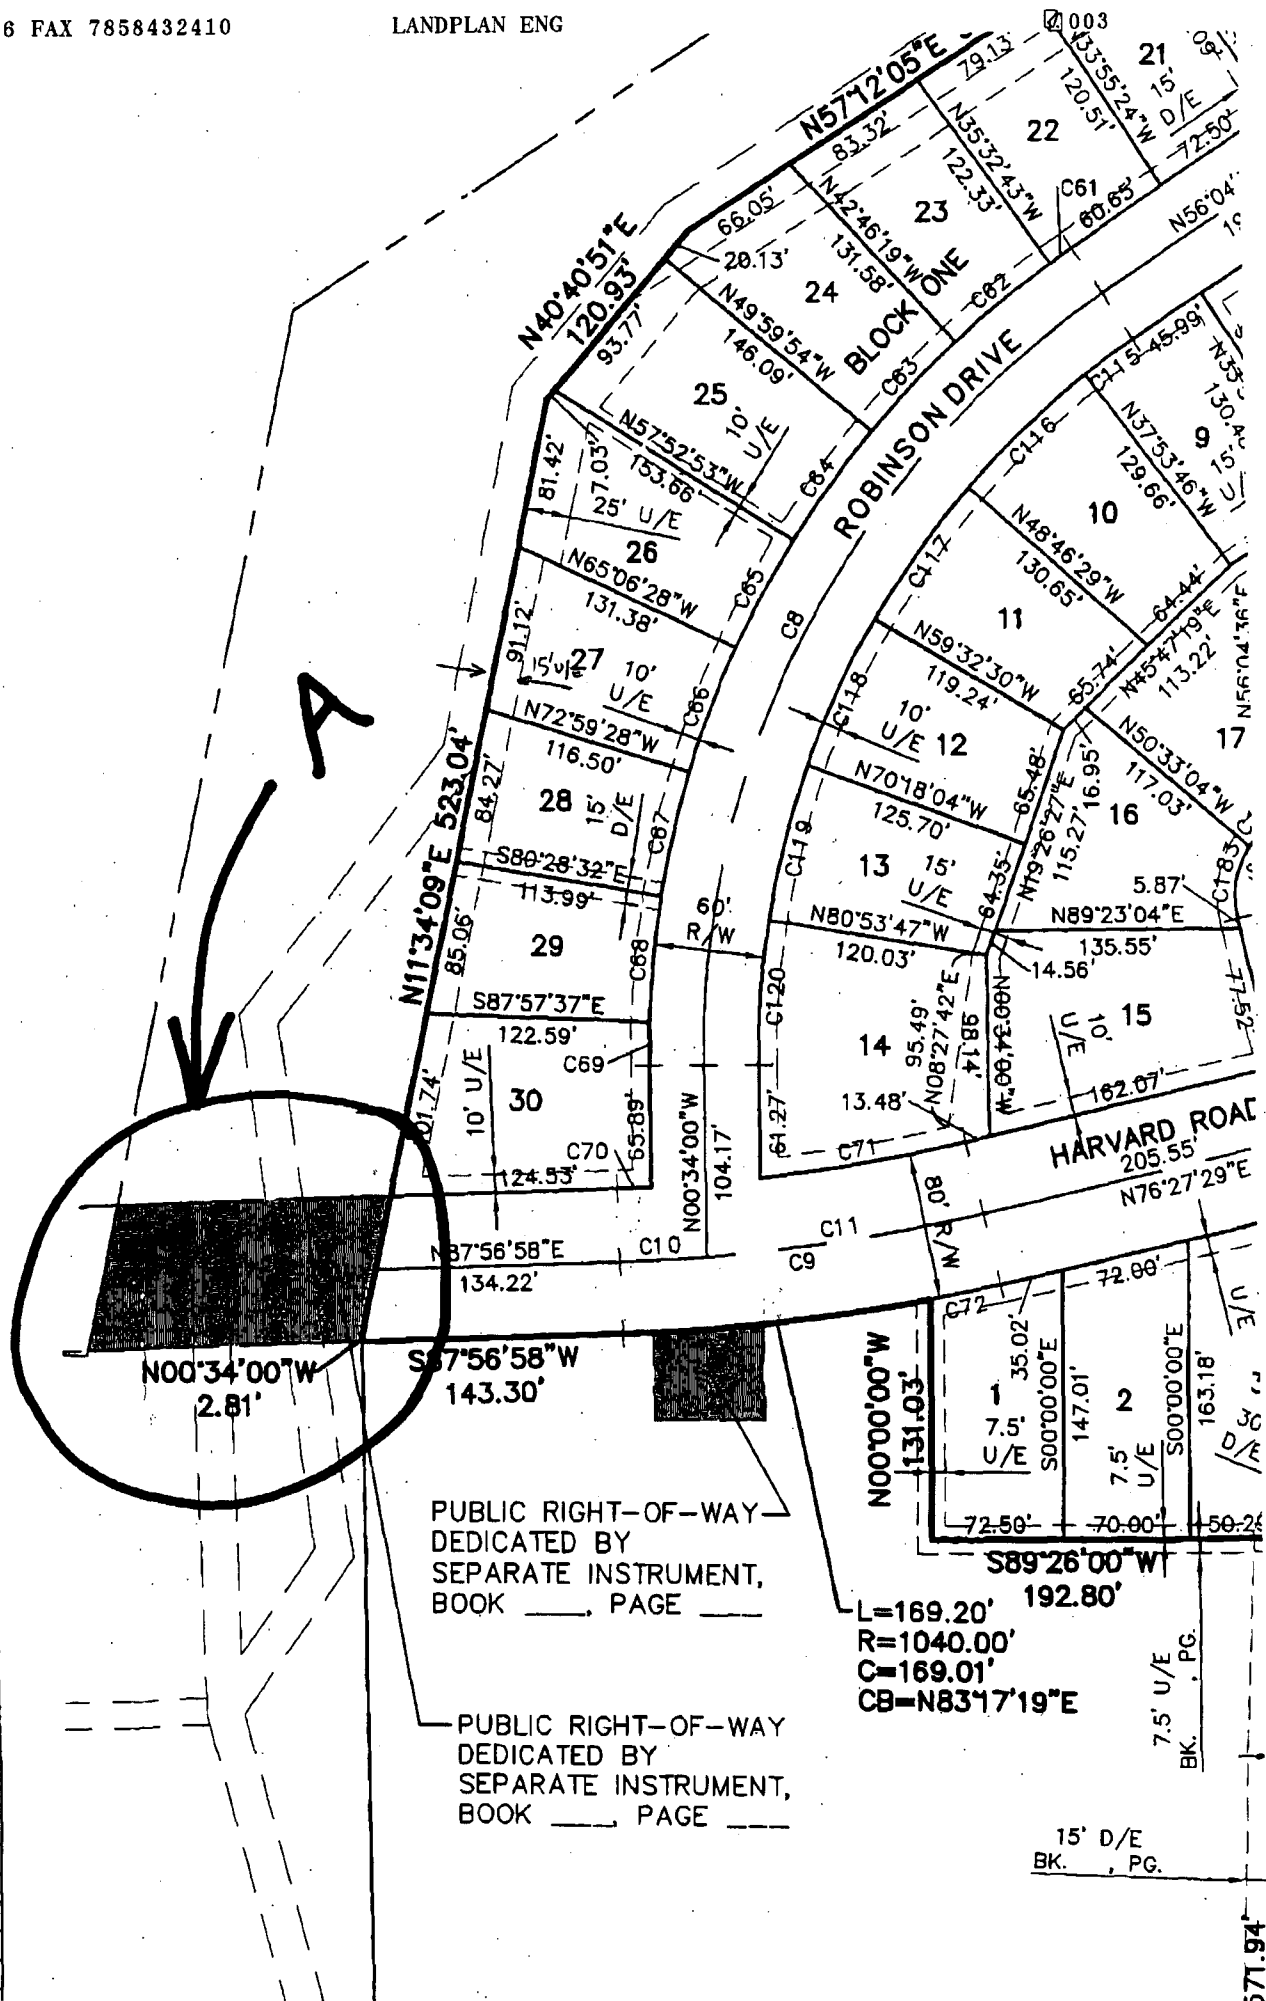 6 FAX 7858432410 LANDPLAN ENG 003
N57°12'05"E
79.13'
83.32'
66.05'
20.13'
N33°55'24"W
120.51'
21
15'
D/E
72.50'
22
N35°32'43"W
122.33'
C61
60.65'
N56°04'
23
N42°46'19"W
131.58'
C62
BLOCK ONE
24
N49°59'54"W
146.09'
C63
N40°40'51"E
120.93'
93.77'
25
10'
U/E
N57°52'53"W
153.66'
C64
ROBINSON DRIVE
C115
45.99'
N33°
9
15'
C116
N37°53'46"W
129.66'
10
81.42'
7.03'
25' U/E
26
N65°06'28"W
131.38'
C65
C8
C117
N48°46'29"W
130.65'
64.44'
11
91.12'
15' U/E
27
10'
U/E
C66
N59°32'30"W
119.24'
65.74'
N45°47'19"E
113.22'
17
C118
10'
U/E
12
N72°59'28"W
116.50'
N50°33'04"W
117.03'
16.95'
65.48'
A
N11°34'09"E 523.04'
84.27'
28
15'
D/E
C67
N70°18'04"W
125.70'
N19°26'27"E
115.27'
16
C119
13
15'
U/E
64.35'
C183
5.87'
S80°28'32"E
113.99'
60'
R/W
N80°53'47"W
120.03'
N89°23'04"E
135.55'
14.56'
85.06'
29
C68
S87°57'37"E
122.59'
C69
C120
14
95.49'
N08°27'42"E
98.14'
N00°34'00"W
10'
U/E
15
77.52'
10' U/E
30
65.89'
C70
124.53'
N00°34'00"W
104.17'
61.27'
13.48'
C71
162.07'
HARVARD ROAD
205.55'
N76°27'29"E
80' R/W
N87°56'58"E
134.22'
C10
C9
C11
N00°34'00"W
2.81'
S87°56'58"W
143.30'
C72
72.00'
35.02'
N00°00'00"W
131.03'
1
7.5'
U/E
S00°00'00"E
147.01'
2
7.5'
U/E
S00°00'00"E
163.18'
U/E
D/E
72.50'
70.00'
S89°26'00"W
192.80'
PUBLIC RIGHT-OF-WAY
DEDICATED BY
SEPARATE INSTRUMENT,
BOOK ____, PAGE ____
L=169.20'
R=1040.00'
C=169.01'
CB=N83°17'19"E
7.5' U/E
BK. , PG.
PUBLIC RIGHT-OF-WAY
DEDICATED BY
SEPARATE INSTRUMENT,
BOOK ____, PAGE ____
15' D/E
BK. , PG.
671.94'